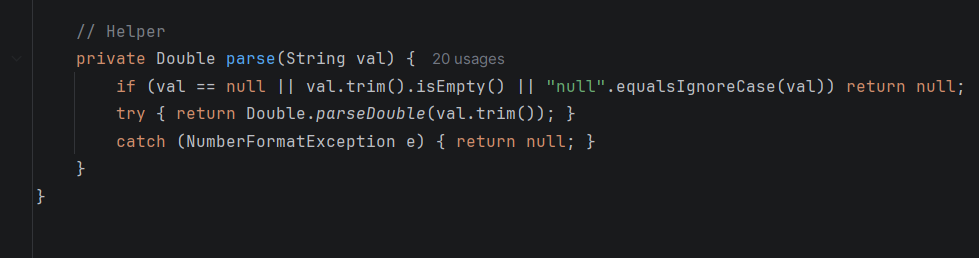 // Helper
private Double parse(String val) { 20 usages
if (val == null || val.trim().isEmpty() || "null".equalsIgnoreCase(val)) return null;
try { return Double.parseDouble(val.trim()); }
catch (NumberFormatException e) { return null; }
}
}